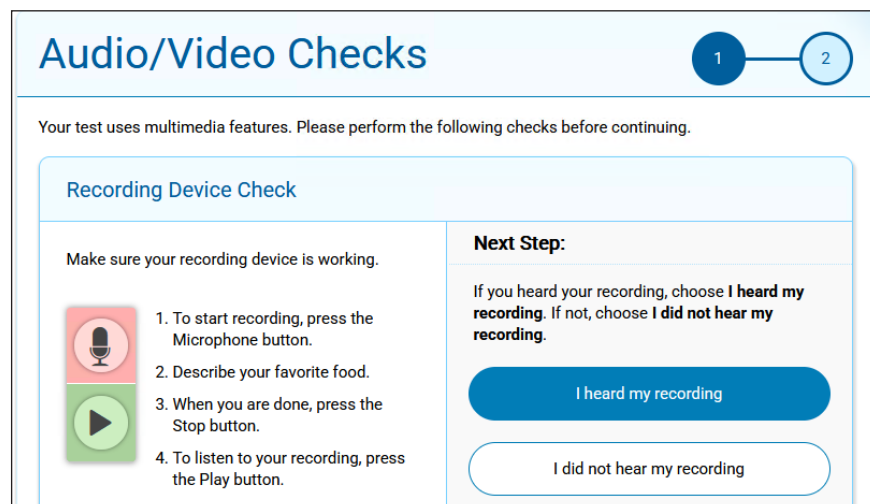 Audio/Video Checks
1
2
Your test uses multimedia features. Please perform the following checks before continuing.
Recording Device Check
Make sure your recording device is working.
1. To start recording, press the
Microphone button.
2. Describe your favorite food.
3. When you are done, press the
Stop button.
4. To listen to your recording, press
the Play button.
Next Step:
If you heard your recording, choose I heard my
recording. If not, choose I did not hear my
recording.
I heard my recording
I did not hear my recording